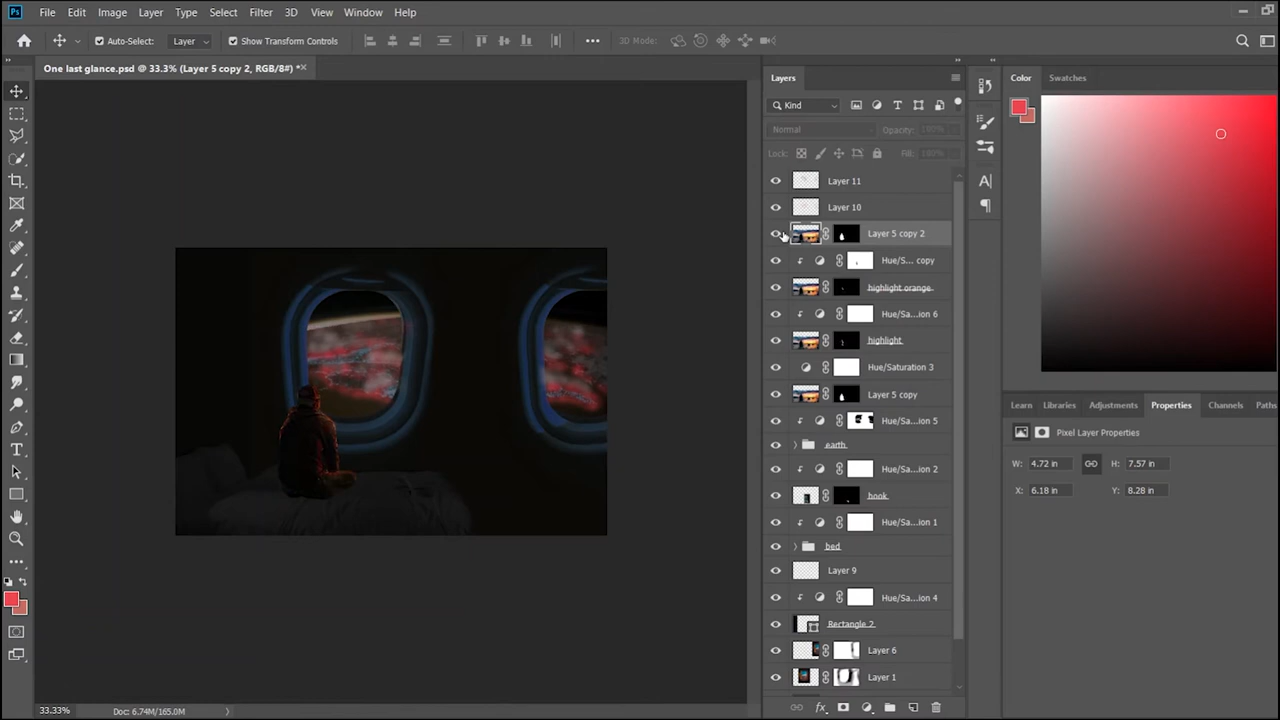 Ps File Edit Image Layer Type Select Filter 3D View Window Help
Auto-Select: Layer Show Transform Controls 3D Mode:
One last glance.psd @ 33.3% (Layer 5 copy 2, RGB/8#) *
Layers
Kind
Normal Opacity: 100%
Lock: Fill: 100%
Layer 11
Layer 10
Layer 5 copy 2
Hue/S... copy
highlight orange
Hue/Sa...ion 6
highlight
Hue/Saturation 3
Layer 5 copy
Hue/Sa...ion 5
earth
Hue/Sa...ion 2
book
Hue/Sa...ion 1
bed
Layer 9
Hue/Sa...ion 4
Rectangle 2
Layer 6
Layer 1
fx
Color Swatches
Learn Libraries Adjustments Properties Channels Paths
Pixel Layer Properties
W: 4.72 in H: 7.57 in
X: 6.18 in Y: 8.28 in
33.33% Doc: 6.74M/165.0M